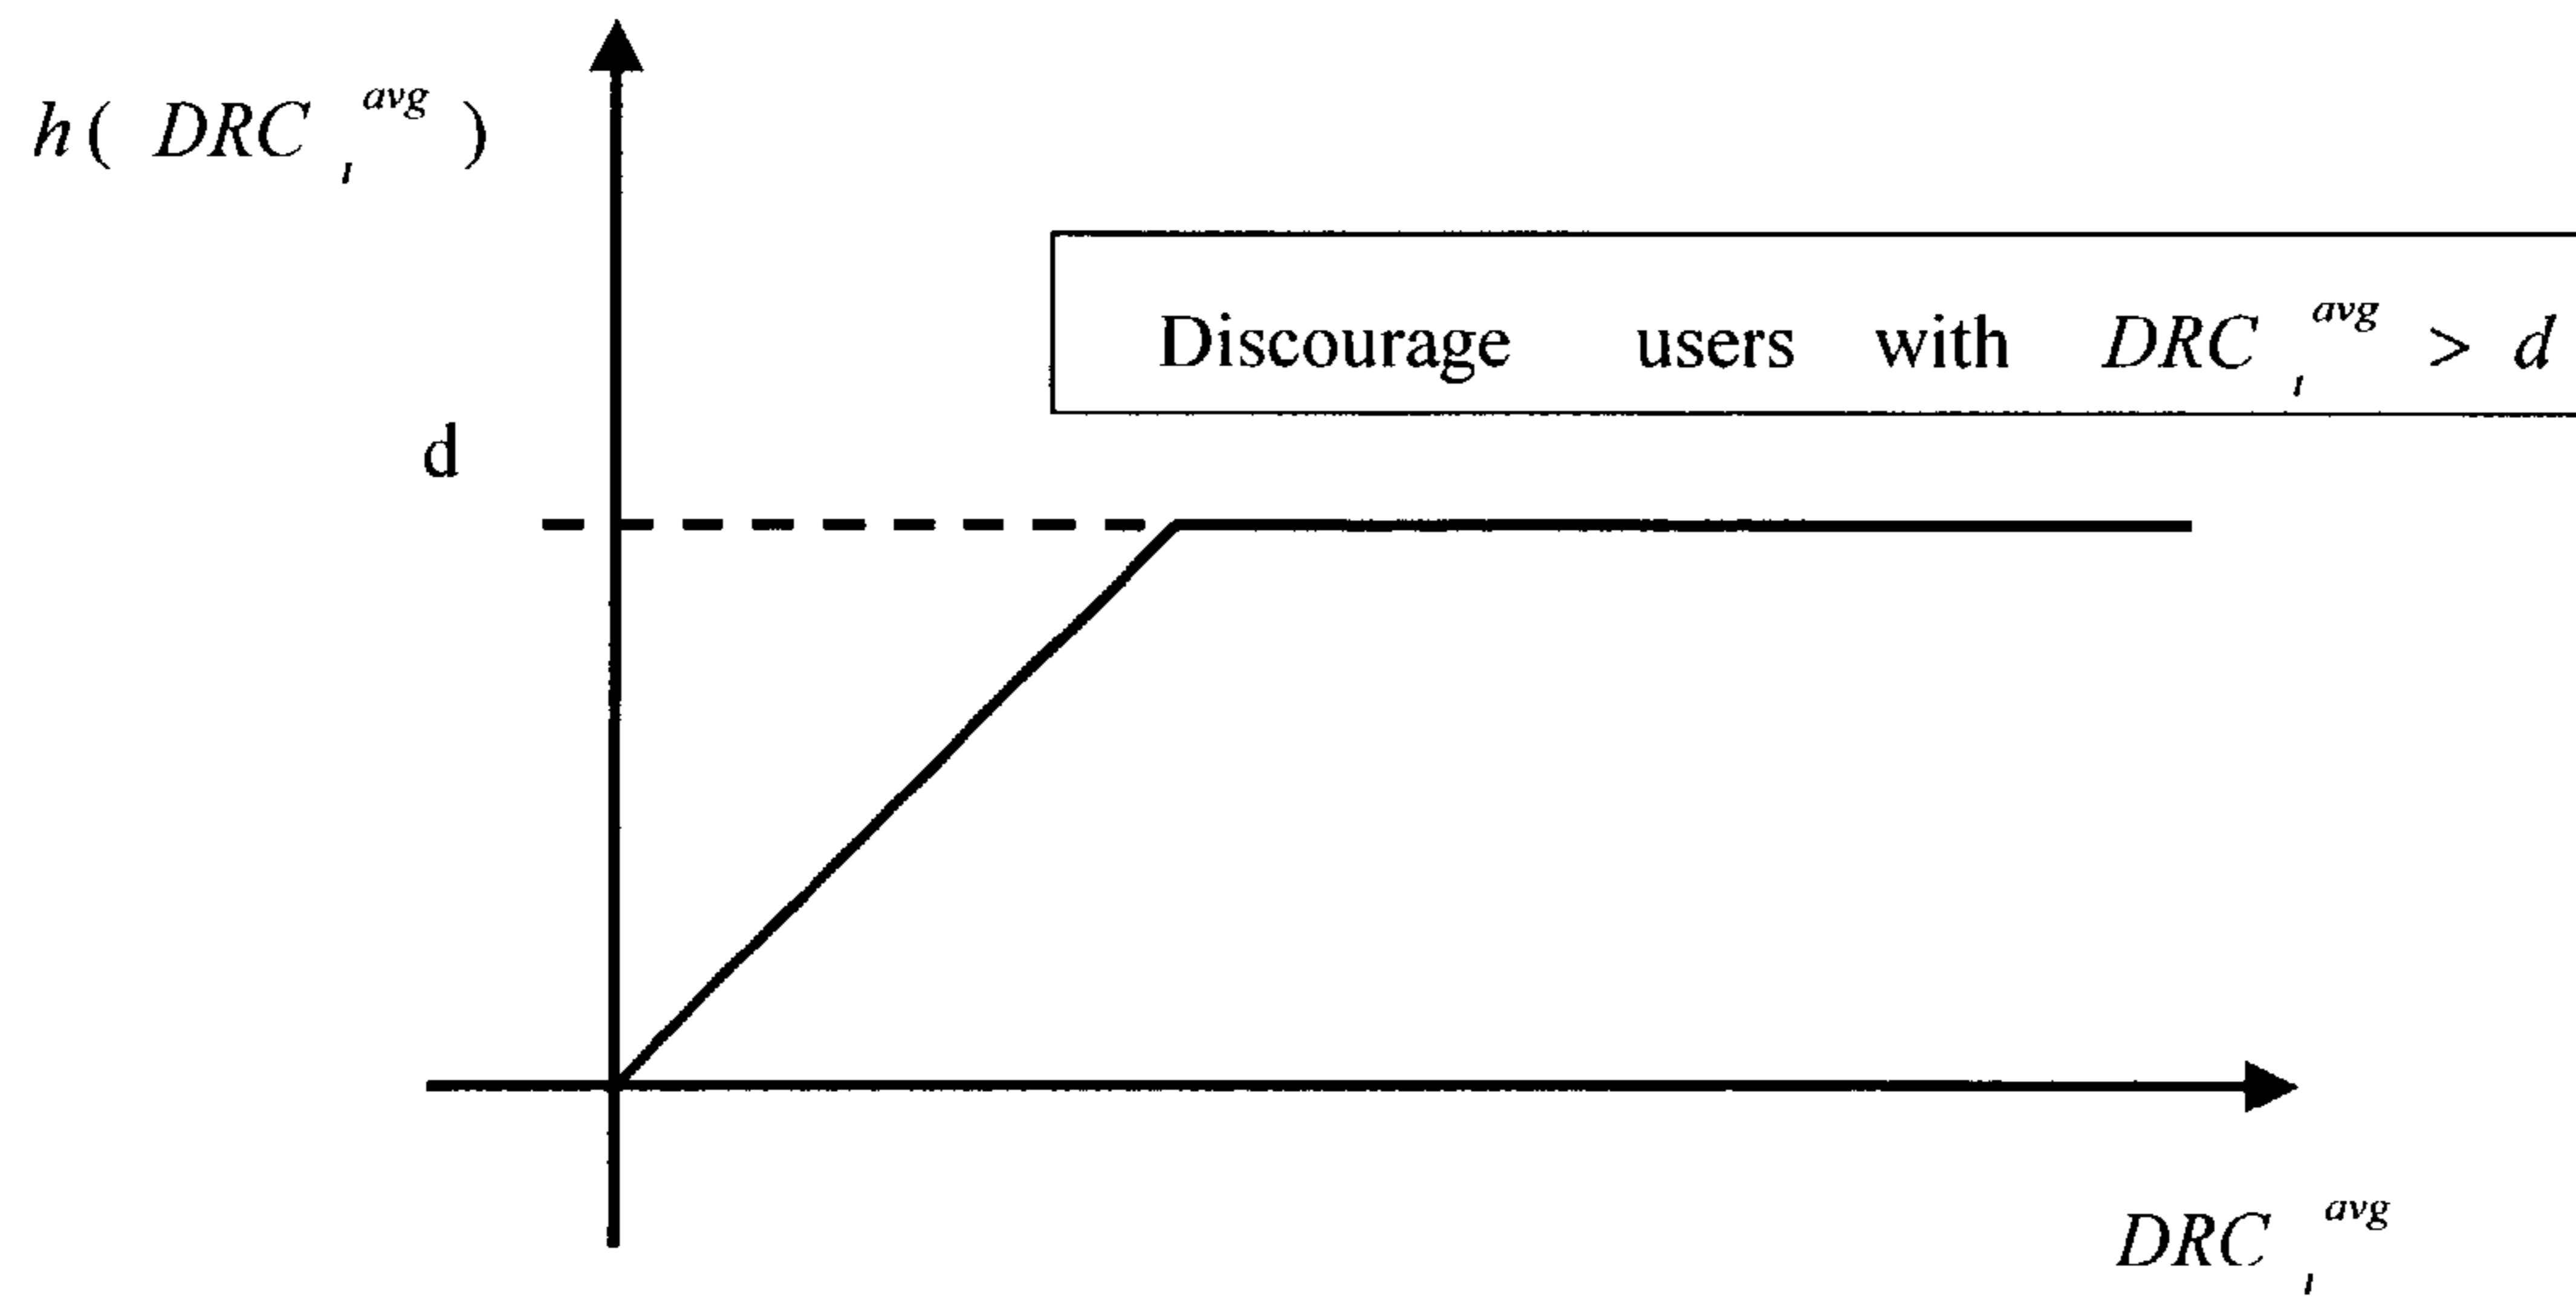 h( DRC_i^{avg} )
Discourage users with DRC_i^{avg} > d
d
DRC_i^{avg}